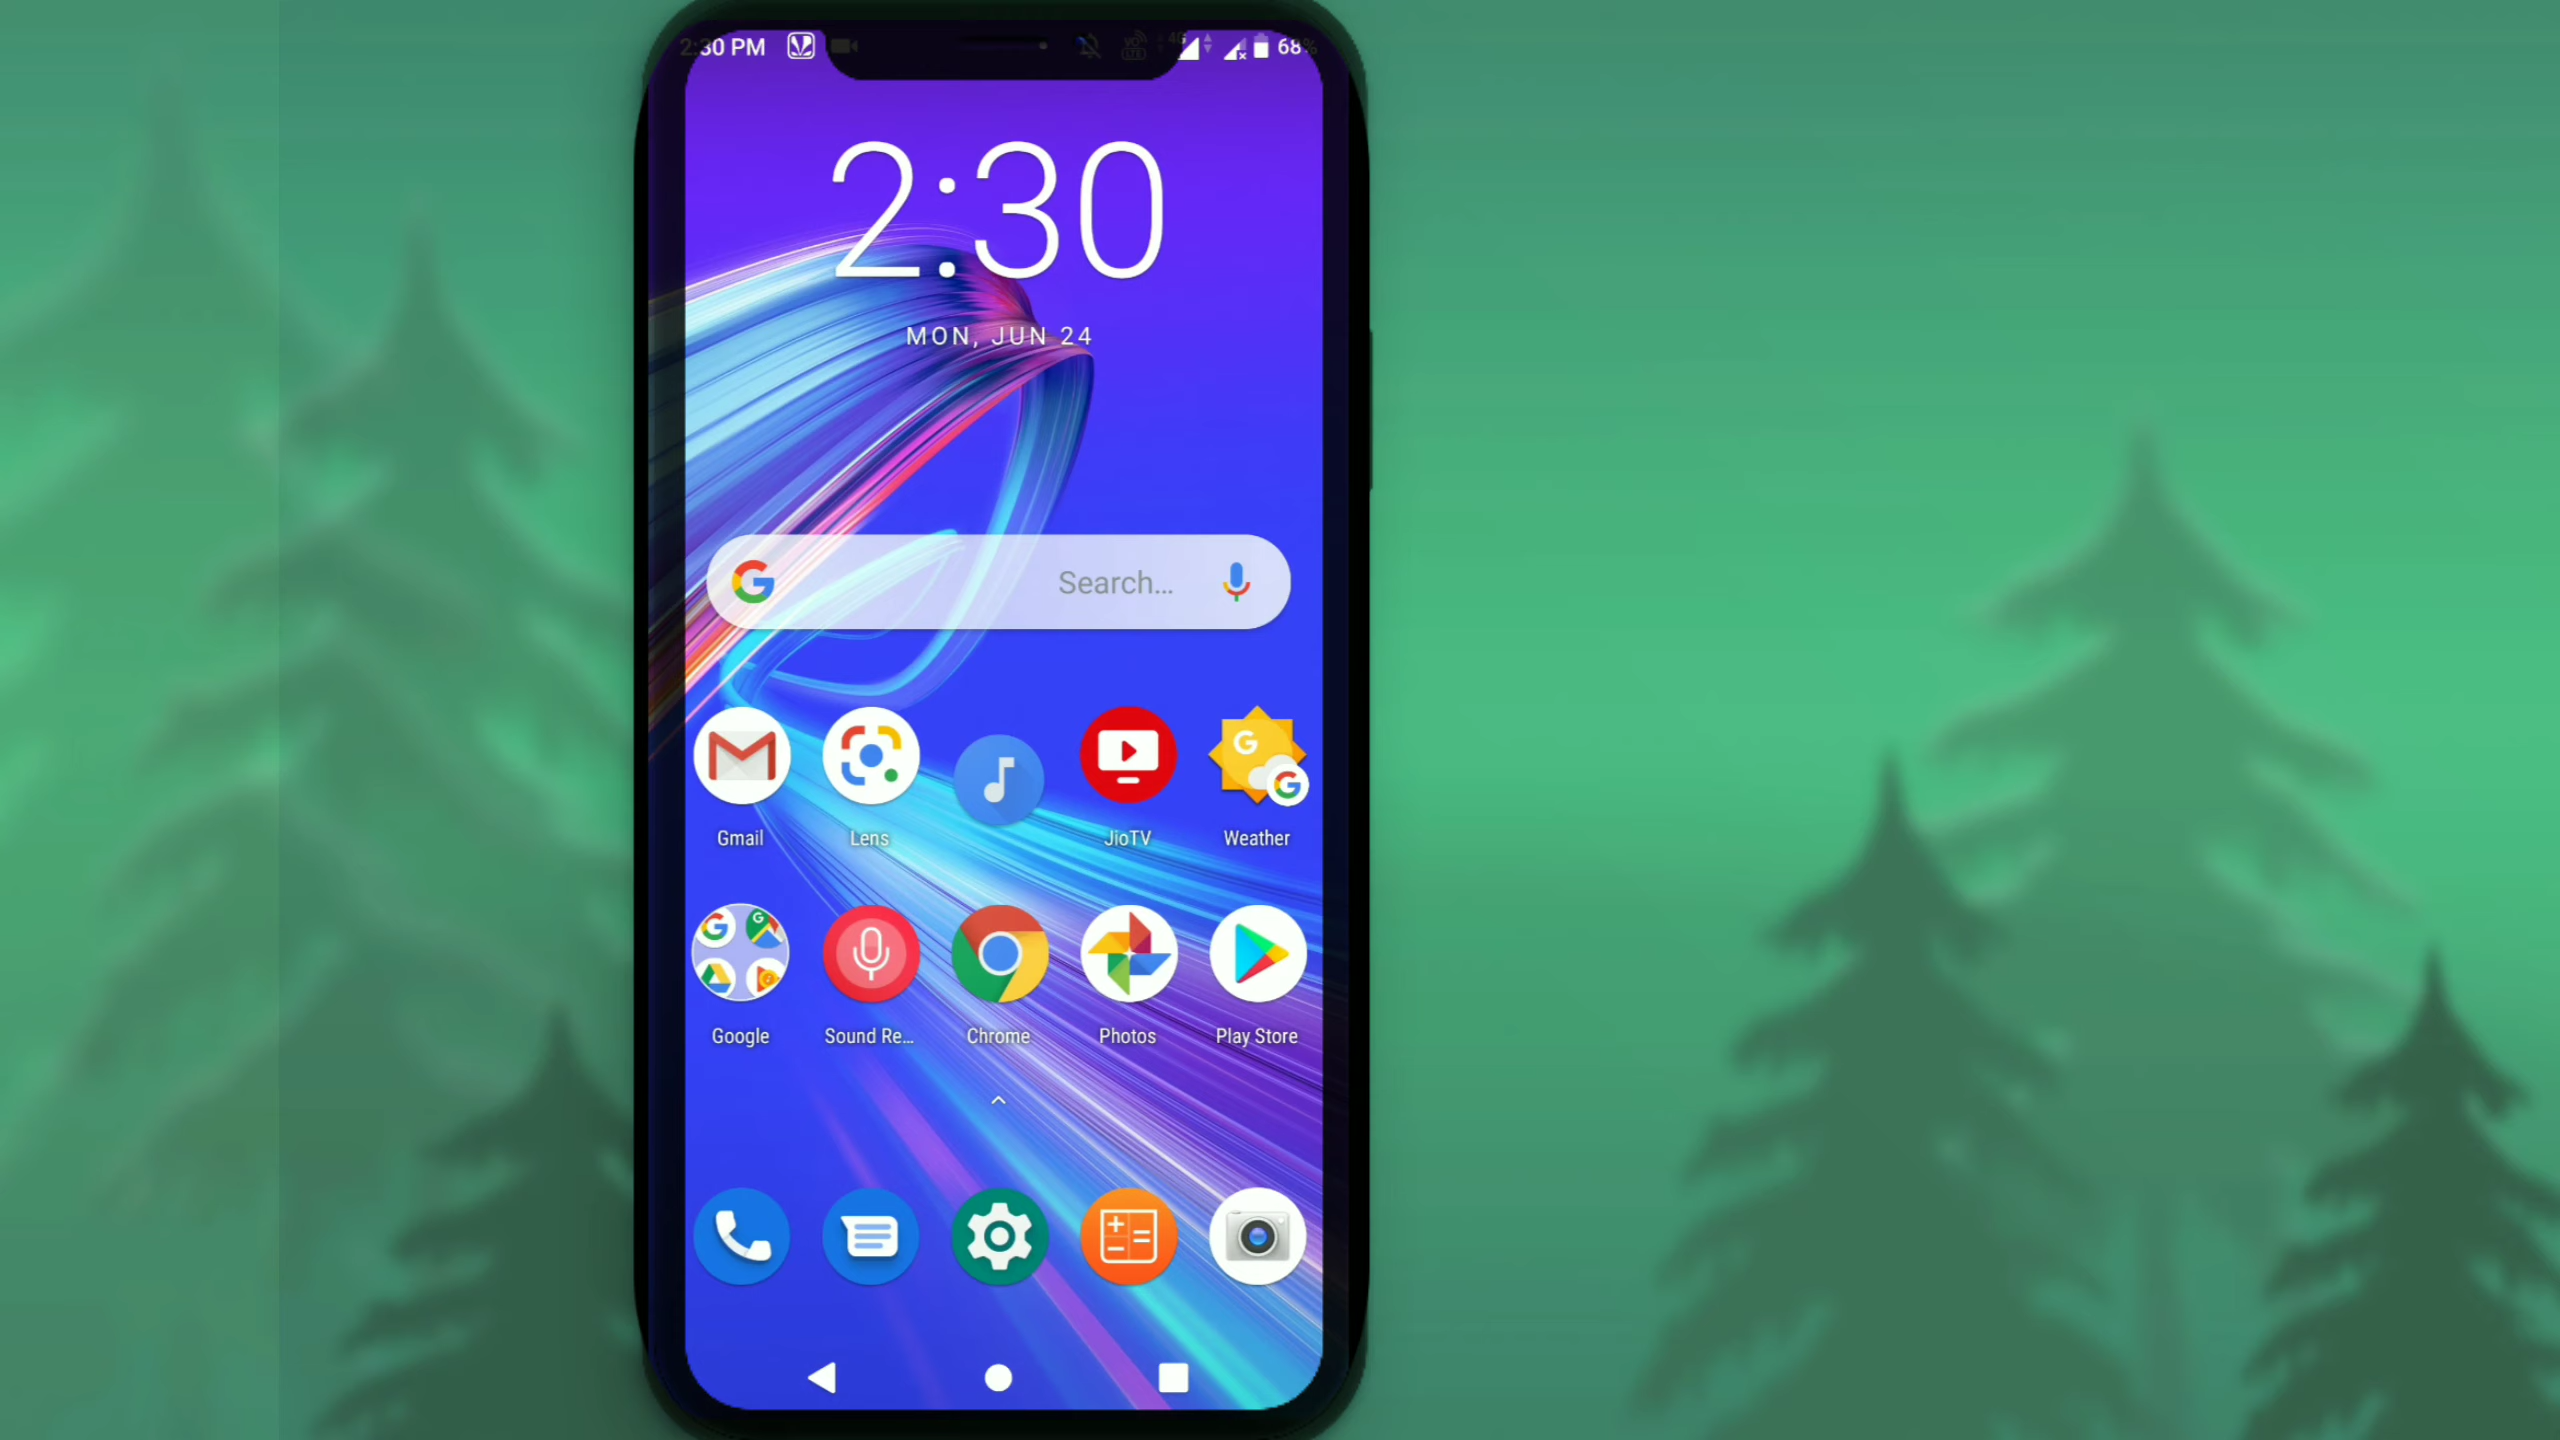 2:30 PM 68%
2:30
MON, JUN 24
Search...
Gmail Lens JioTV Weather
Google Sound Re... Chrome Photos Play Store